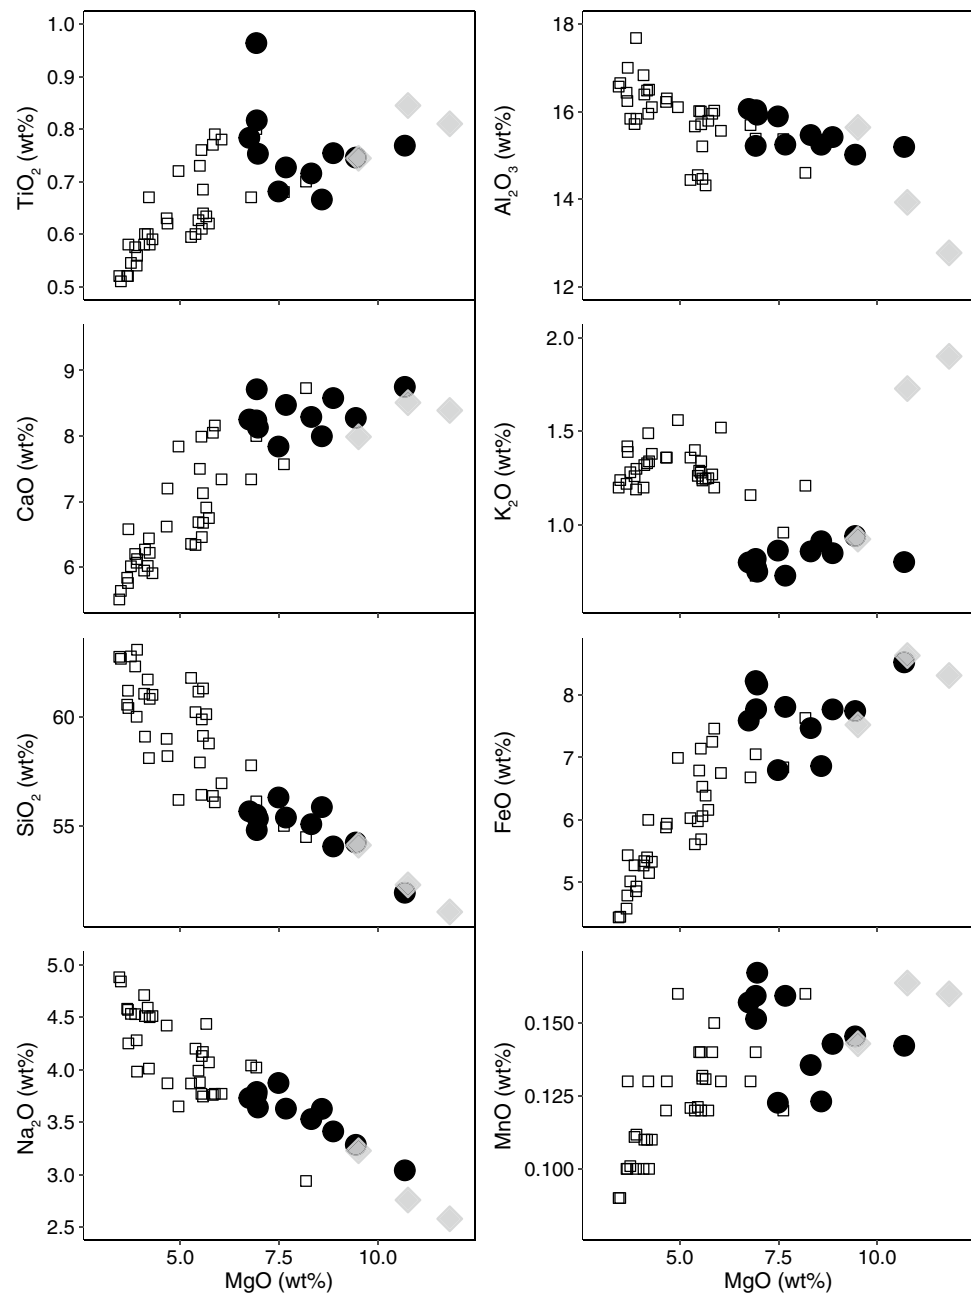 1.0
0.9
0.8
0.7
0.6
0.5
TiO₂ (wt%)
18
16
14
12
Al₂O₃ (wt%)
9
8
7
6
CaO (wt%)
2.0
1.5
1.0
K₂O (wt%)
60
55
SiO₂ (wt%)
8
7
6
5
FeO (wt%)
5.0
4.5
4.0
3.5
3.0
2.5
Na₂O (wt%)
5.0 7.5 10.0
MgO (wt%)
0.150
0.125
0.100
MnO (wt%)
5.0 7.5 10.0
MgO (wt%)